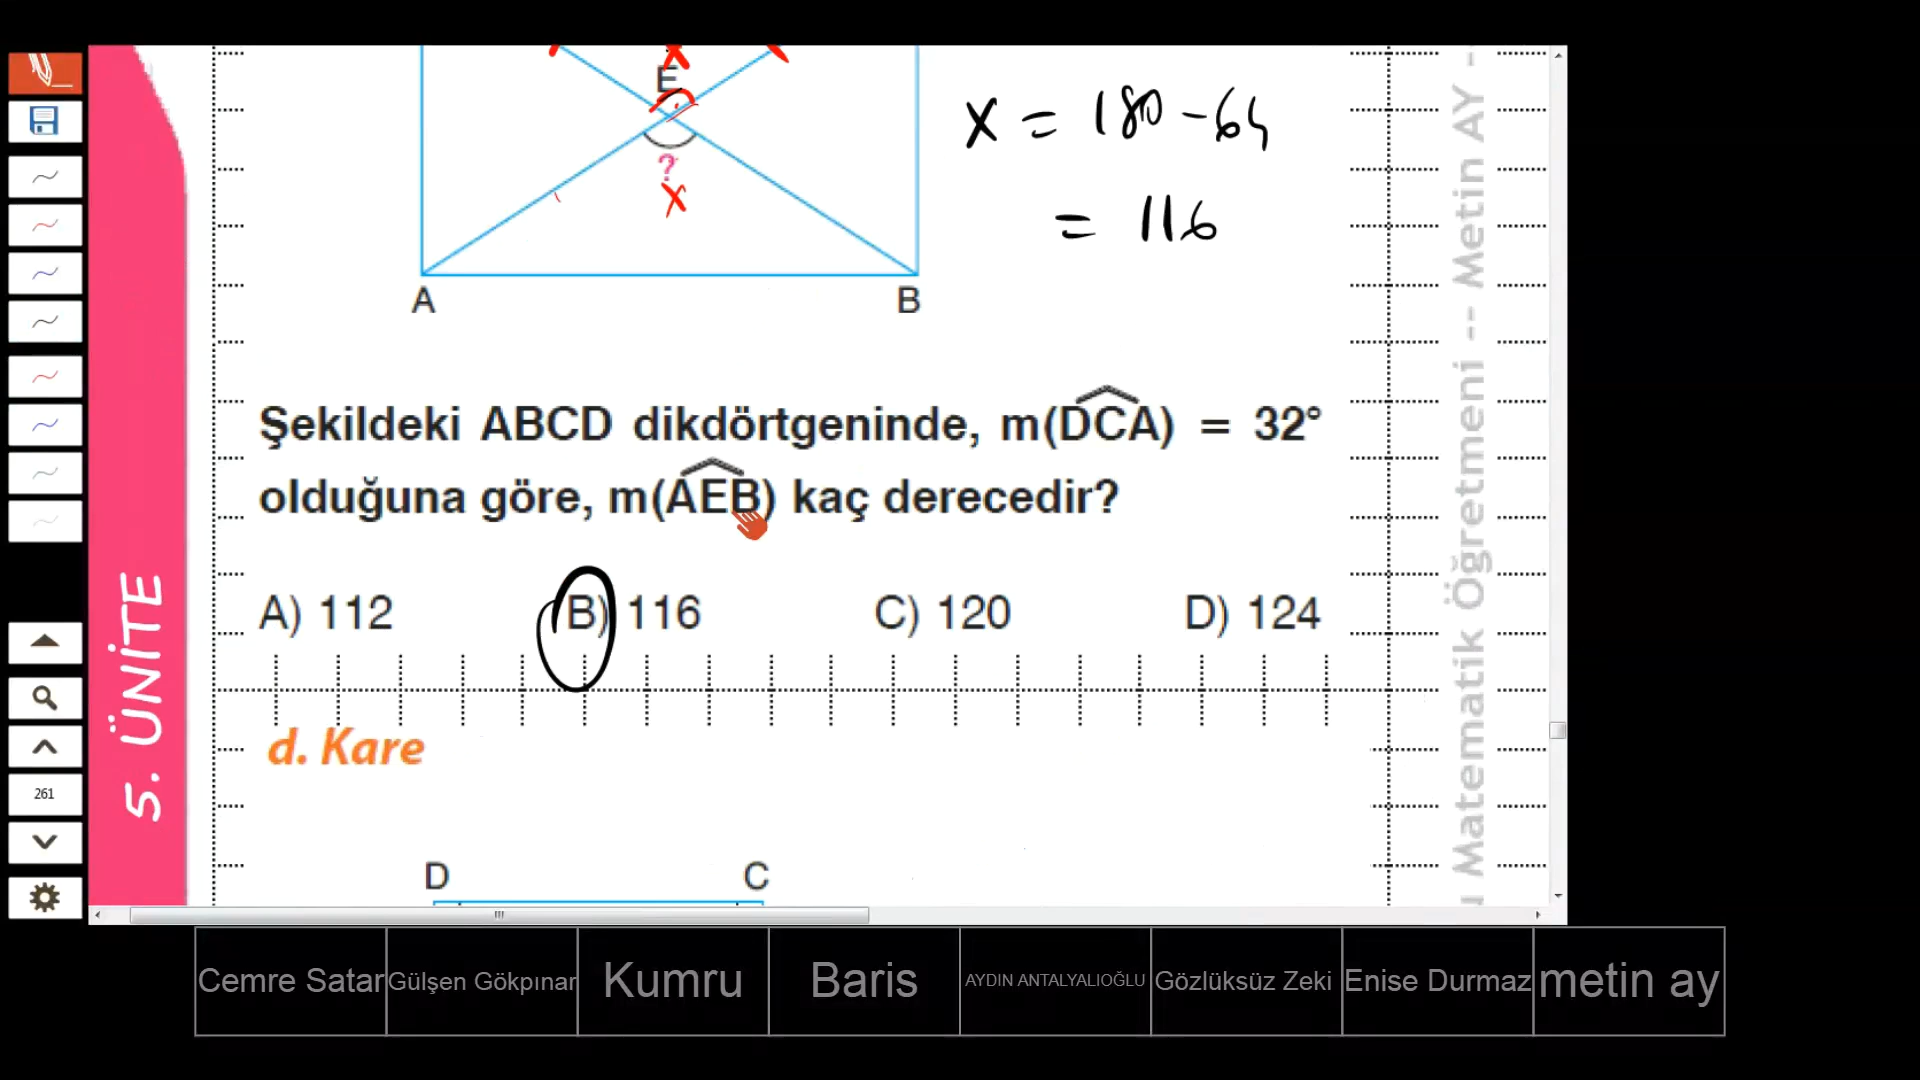 X
E
?
X
A
B
X = 180 - 64
= 116
Şekildeki ABCD dikdörtgeninde, m(DCA) = 32°
olduğuna göre, m(AEB) kaç derecedir?
A) 112
B) 116
C) 120
D) 124
d. Kare
D
C
5. ÜNİTE
Matematik Öğretmeni -- Metin AY -
261
Cemre Satar
Gülşen Gökpınar
Kumru
Baris
AYDIN ANTALYALIOĞLU
Gözlüksüz Zeki
Enise Durmaz
metin ay